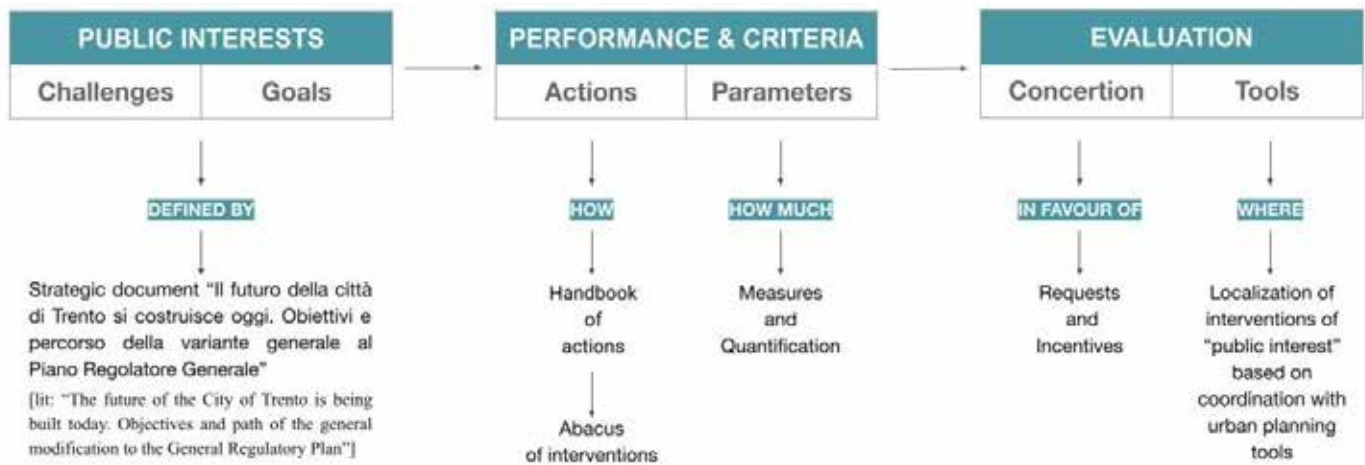 PUBLIC INTERESTS
Challenges
Goals
DEFINED BY
Strategic document “Il futuro della città
di Trento si costruisce oggi. Obiettivi e
percorso della variante generale al
Piano Regolatore Generale”
[lit: “The future of the City of Trento is being
built today. Objectives and path of the general
modification to the General Regulatory Plan”]
PERFORMANCE & CRITERIA
Actions
Parameters
HOW
Handbook
of
actions
Abacus
of interventions
HOW MUCH
Measures
and
Quantification
EVALUATION
Concertion
Tools
IN FAVOUR OF
Requests
and
Incentives
WHERE
Localization of
interventions of
“public interest”
based on
coordination with
urban planning
tools